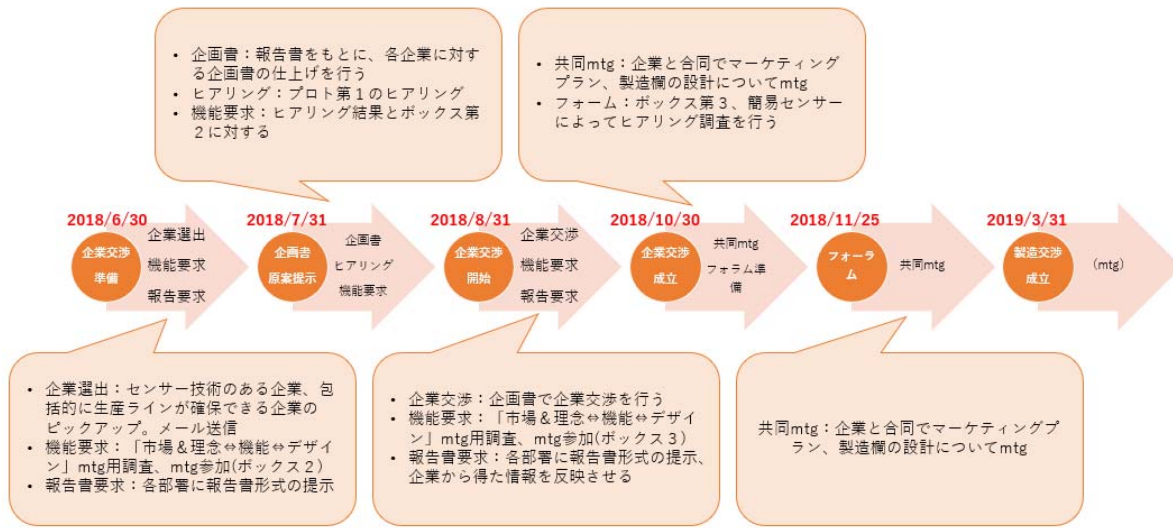 • 企画書：報告書をもとに、各企業に対す
る企画書の仕上げを行う
• ヒアリング：プロト第１のヒアリング
• 機能要求：ヒアリング結果とボックス第
２に対する
• 共同mtg：企業と合同でマーケティング
プラン、製造欄の設計についてmtg
• フォーム：ボックス第３、簡易センサー
によってヒアリング調査を行う
2018/6/30
企業交渉
準備
企業選出
機能要求
報告要求
2018/7/31
企画書
原案提示
企画書
ヒアリング
機能要求
2018/8/31
企業交渉
開始
企業交渉
機能要求
報告要求
2018/10/30
企業交渉
成立
共同mtg
フォラム準
備
2018/11/25
フォーラ
ム
共同mtg
2019/3/31
製造交渉
成立
（mtg）
• 企業選出：センサー技術のある企業、包
括的に生産ラインが確保できる企業の
ピックアップ。メール送信
• 機能要求：「市場＆理念⇔機能⇔デザイ
ン」mtg用調査、mtg参加(ボックス２)
• 報告書要求：各部署に報告書形式の提示
• 企業交渉：企画書で企業交渉を行う
• 機能要求：「市場＆理念⇔機能⇔デザイ
ン」mtg用調査、mtg参加(ボックス３)
• 報告書要求：各部署に報告書形式の提示、
企業から得た情報を反映させる
共同mtg：企業と合同でマーケティングプ
ラン、製造欄の設計についてmtg